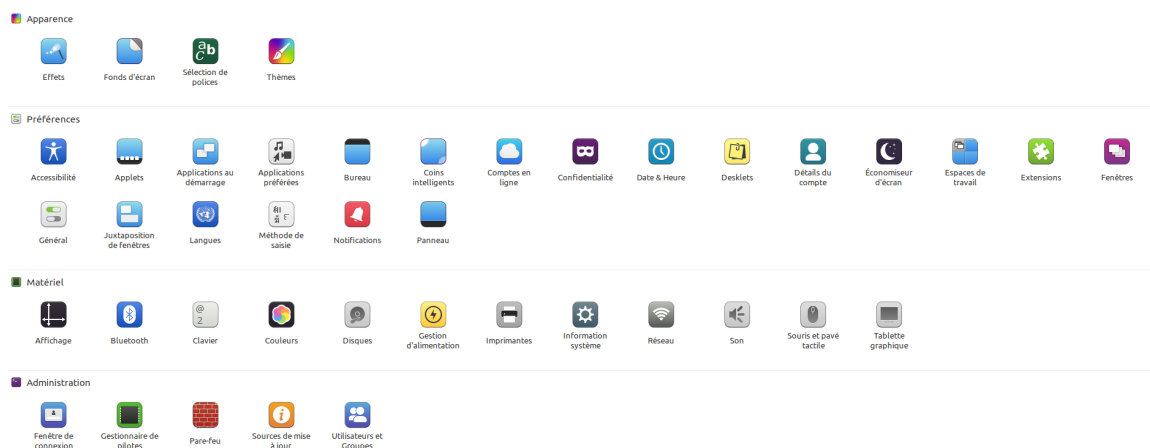 Apparence
Effets
Fonds d'écran
Sélection de
polices
Thèmes
Préférences
Accessibilité
Applets
Applications au
démarrage
Applications
préférées
Bureau
Coins
intelligents
Comptes en
ligne
Confidentialité
Date & Heure
Desklets
Détails du
compte
Économiseur
d'écran
Espaces de
travail
Extensions
Fenêtres
Général
Juxtaposition
de fenêtres
Langues
Méthode de
saisie
Notifications
Panneau
Matériel
Affichage
Bluetooth
Clavier
Couleurs
Disques
Gestion
d'alimentation
Imprimantes
Information
système
Réseau
Son
Souris et pavé
tactile
Tablette
graphique
Administration
Fenêtre de
connexion
Gestionnaire de
pilotes
Pare-feu
Sources de mise
à jour
Utilisateurs et
Groupes